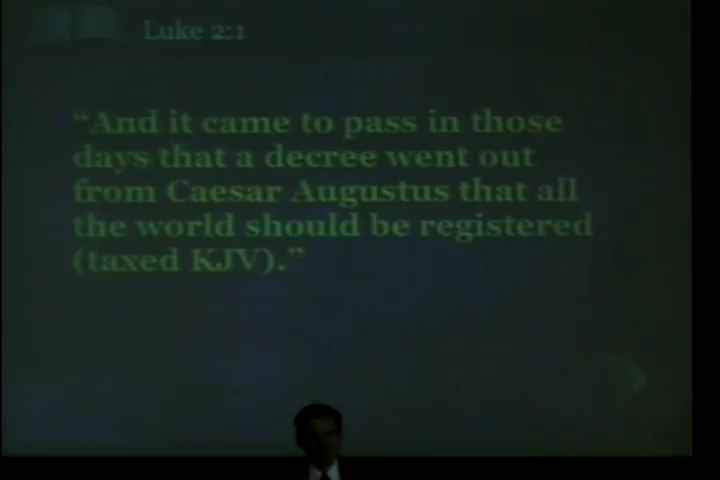 Luke 2:1
“And it came to pass in those
days that a decree went out
from Caesar Augustus that all
the world should be registered
(taxed KJV).”